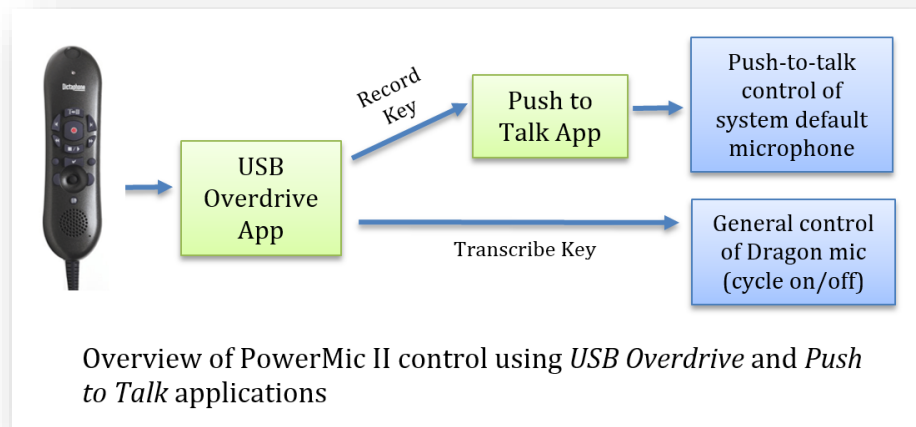 Dictaphone
USB
Overdrive
App
Record
Key
Push to
Talk App
Push-to-talk
control of
system default
microphone
Transcribe Key
General control
of Dragon mic
(cycle on/off)
Overview of PowerMic II control using USB Overdrive and Push
to Talk applications